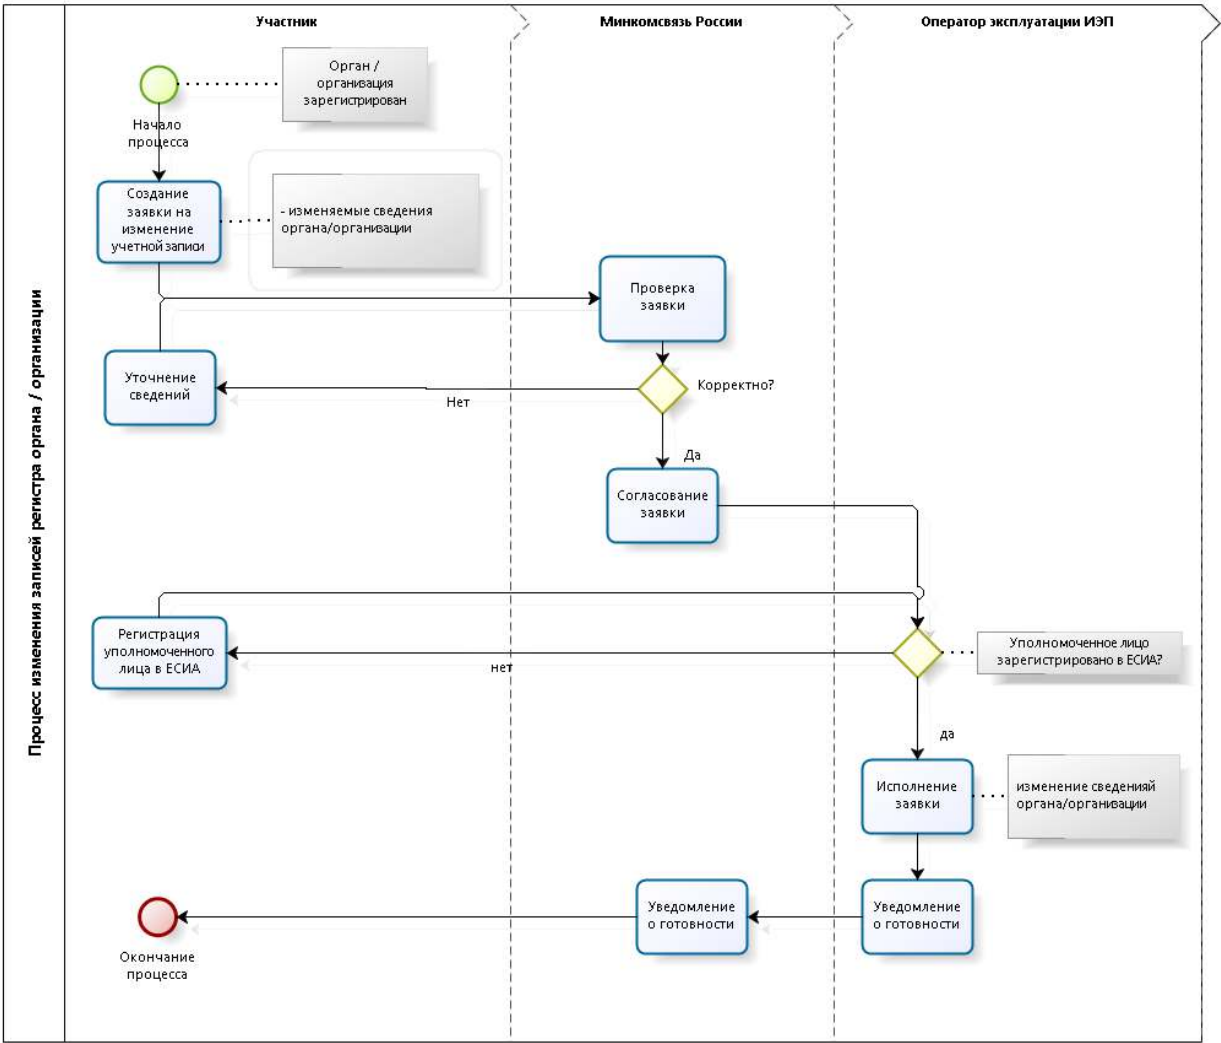 Участник
Минкомсвязь России
Оператор эксплуатации ИЭП
Процесс изменения записей регистра органа / организации
Орган /
организация
зарегистрирован
Начало
процесса
Создание
заявки на
изменение
учетной записи
- изменяемые сведения
органа/организации
Проверка
заявки
Уточнение
сведений
Корректно?
Нет
Да
Согласование
заявки
Регистрация
уполномоченного
лица в ЕСИА
нет
Уполномоченное лицо
зарегистрировано в ЕСИА?
да
Исполнение
заявки
изменение сведенияй
органа/организации
Уведомление
о готовности
Уведомление
о готовности
Окончание
процесса